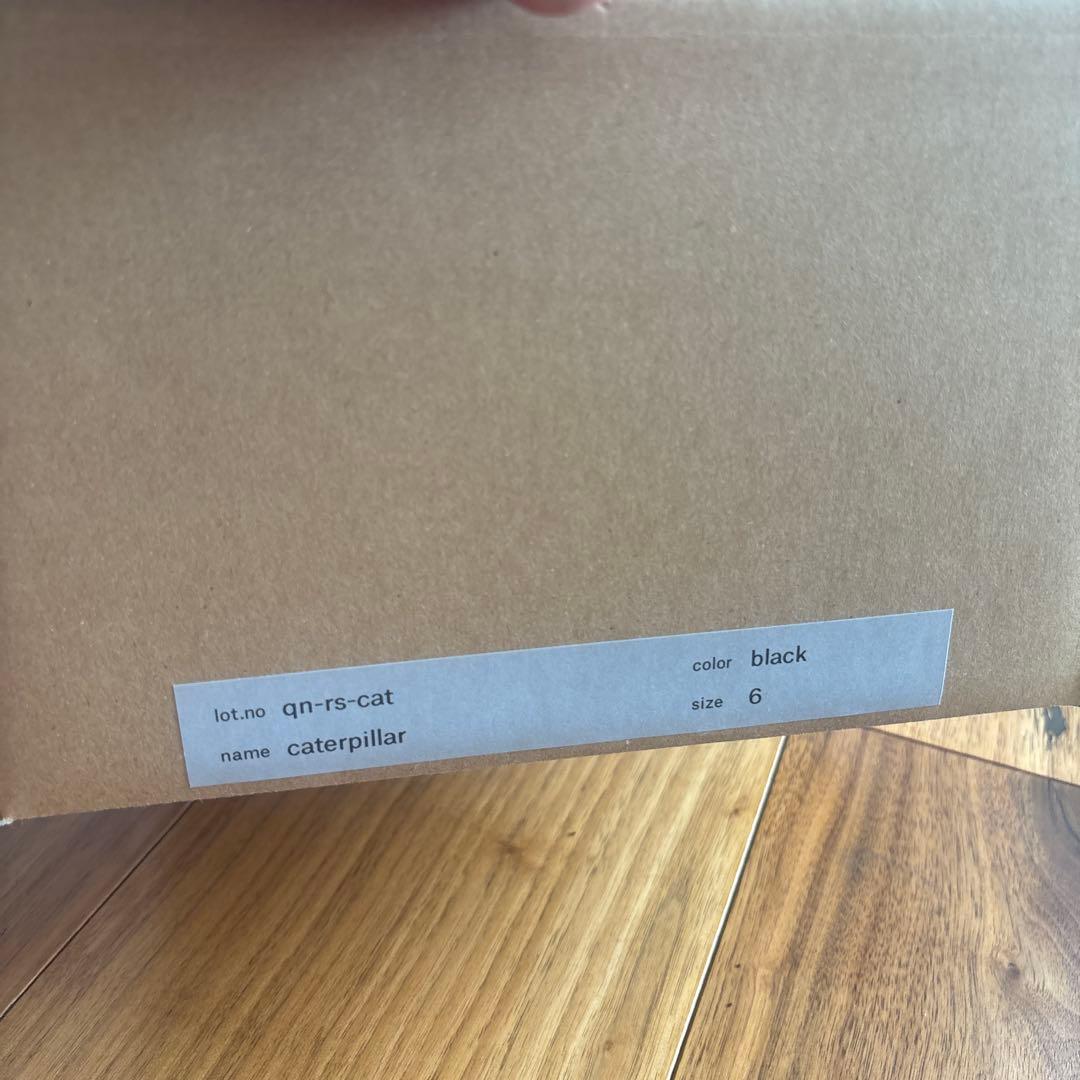 lot.no qn-rs-cat
name caterpillar
color black
size 6